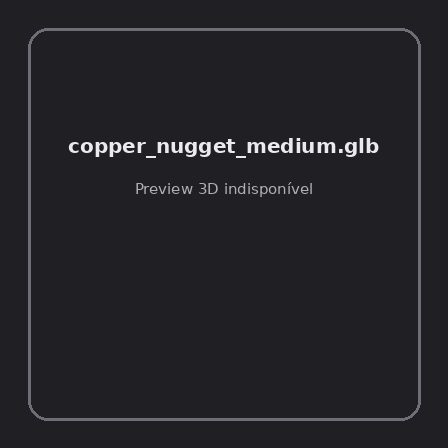 copper_nugget_medium.glb
Preview 3D indisponível